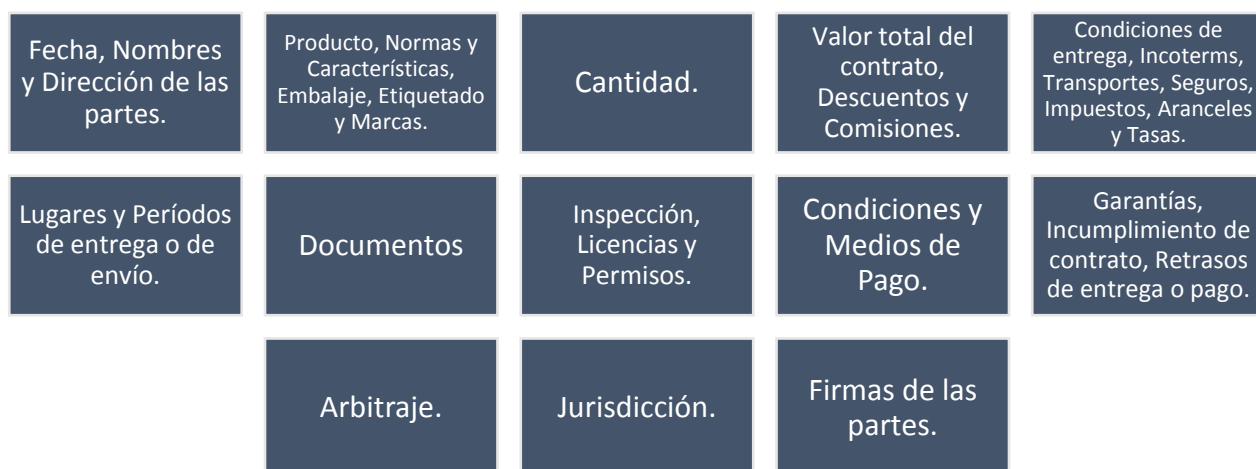 Fecha, Nombres
y Dirección de las
partes.
Producto, Normas y
Características,
Embalaje, Etiquetado
y Marcas.
Cantidad.
Valor total del
contrato,
Descuentos y
Comisiones.
Condiciones de
entrega, Incoterms,
Transportes, Seguros,
Impuestos, Aranceles
y Tasas.
Lugares y Períodos
de entrega o de
envío.
Documentos
Inspección,
Licencias y
Permisos.
Condiciones y
Medios de
Pago.
Garantías,
Incumplimiento de
contrato, Retrasos
de entrega o pago.
Arbitraje.
Jurisdicción.
Firmas de las
partes.